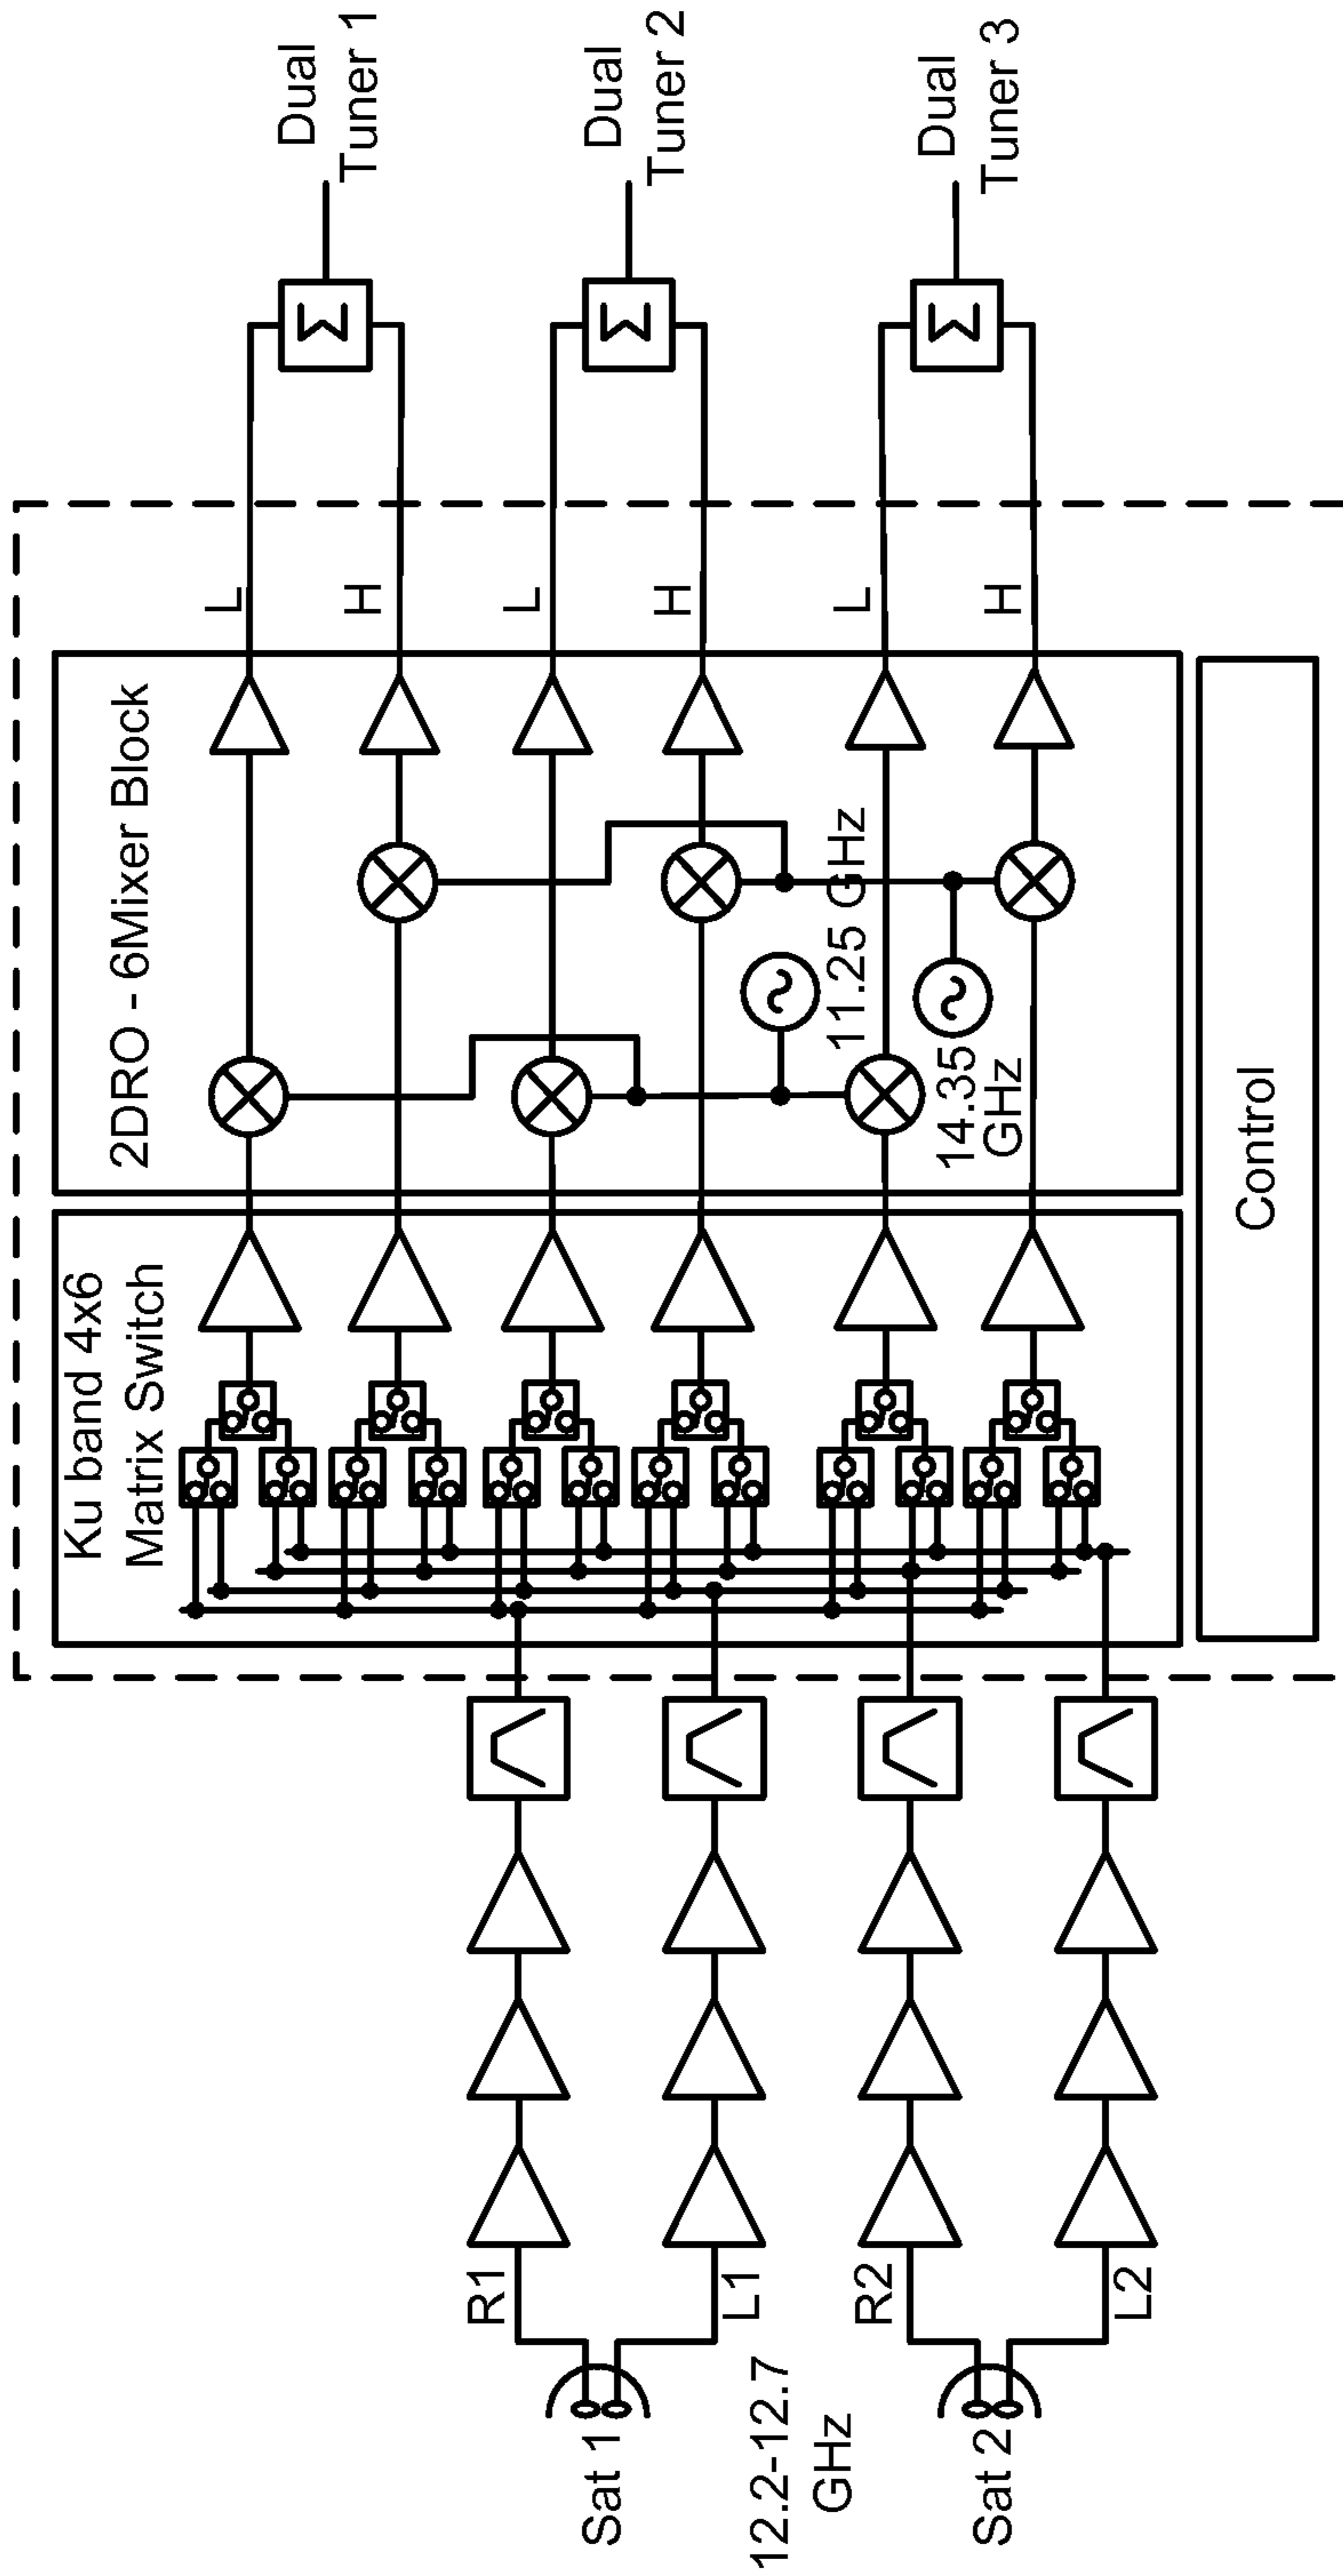 Sat 1
12.2-12.7
GHz
Sat 2
R1
L1
R2
L2
Ku band 4x6
Matrix Switch
2DRO - 6Mixer Block
11.25 GHz
14.35
GHz
L
H
L
H
L
H
Σ
Σ
Σ
Dual
Tuner 1
Dual
Tuner 2
Dual
Tuner 3
Control